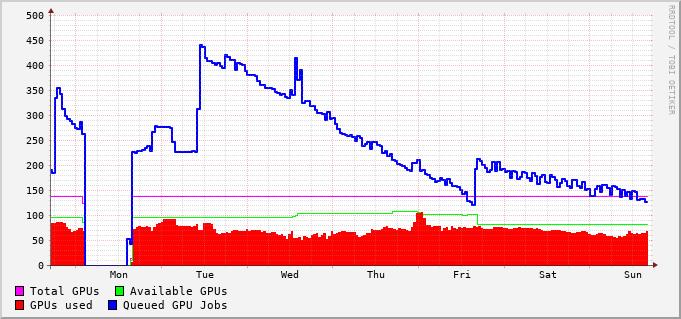 500
450
400
350
300
250
200
150
100
50
0
Mon Tue Wed Thu Fri Sat Sun
Total GPUs Available GPUs
GPUs used Queued GPU Jobs
RRDTOOL / TOBI OETIKER